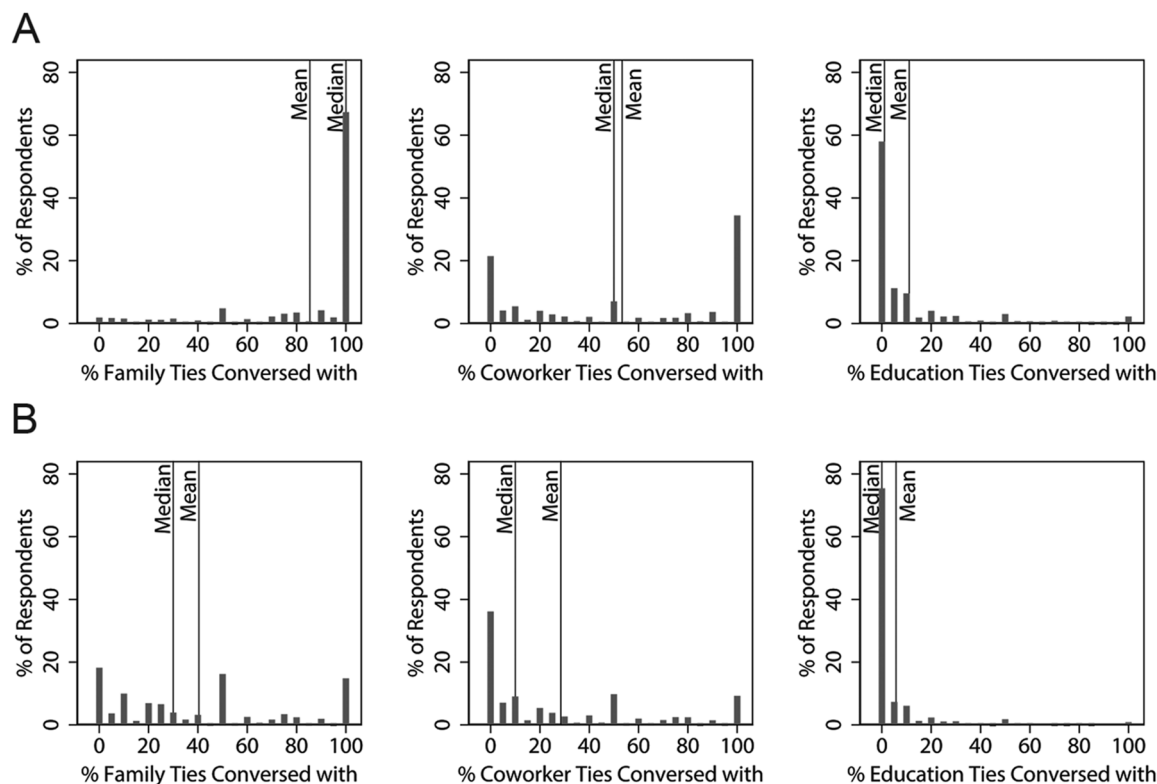 A
% of Respondents
80
60
40
20
0
Mean
Median
0 20 40 60 80 100
% Family Ties Conversed with
% of Respondents
80
60
40
20
0
Median
Mean
0 20 40 60 80 100
% Coworker Ties Conversed with
% of Respondents
80
60
40
20
0
Median
Mean
0 20 40 60 80 100
% Education Ties Conversed with
B
% of Respondents
80
60
40
20
0
Median
Mean
0 20 40 60 80 100
% Family Ties Conversed with
% of Respondents
80
60
40
20
0
Median
Mean
0 20 40 60 80 100
% Coworker Ties Conversed with
% of Respondents
80
60
40
20
0
Median
Mean
0 20 40 60 80 100
% Education Ties Conversed with